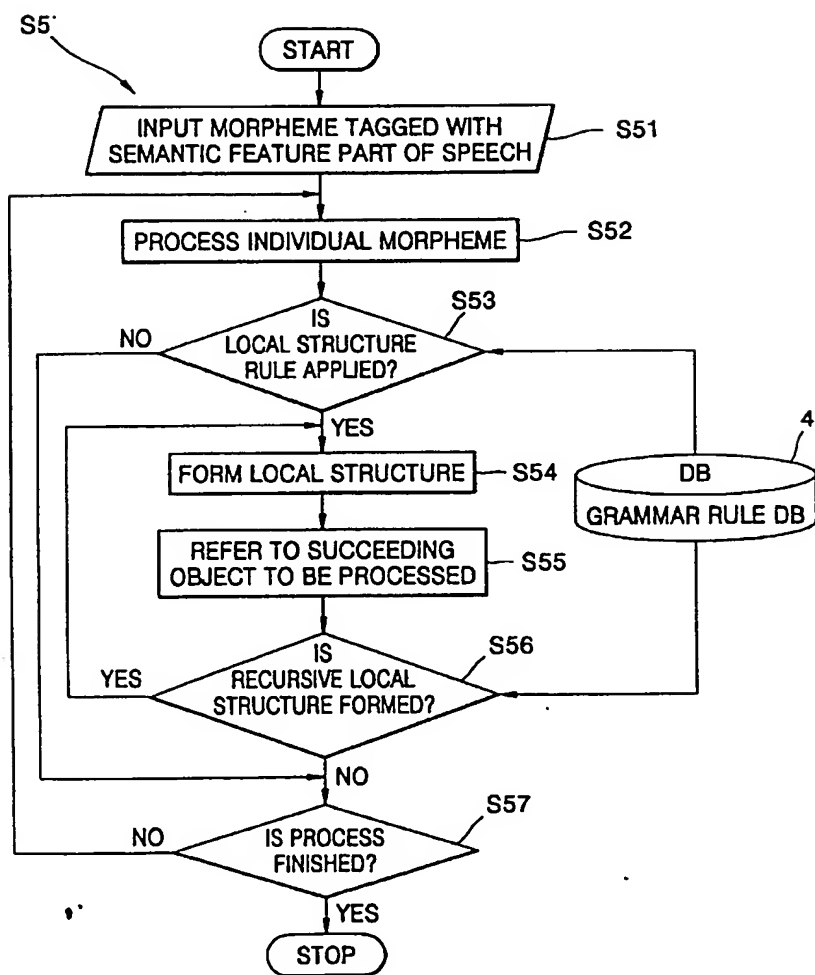 S5
START
INPUT MORPHEME TAGGED WITH
SEMANTIC FEATURE PART OF SPEECH
S51
PROCESS INDIVIDUAL MORPHEME
S52
IS
LOCAL STRUCTURE
RULE APPLIED?
S53
NO
YES
FORM LOCAL STRUCTURE
S54
4
DB
GRAMMAR RULE DB
REFER TO SUCCEEDING
OBJECT TO BE PROCESSED
S55
IS
RECURSIVE LOCAL
STRUCTURE FORMED?
S56
YES
NO
IS PROCESS
FINISHED?
S57
NO
YES
STOP